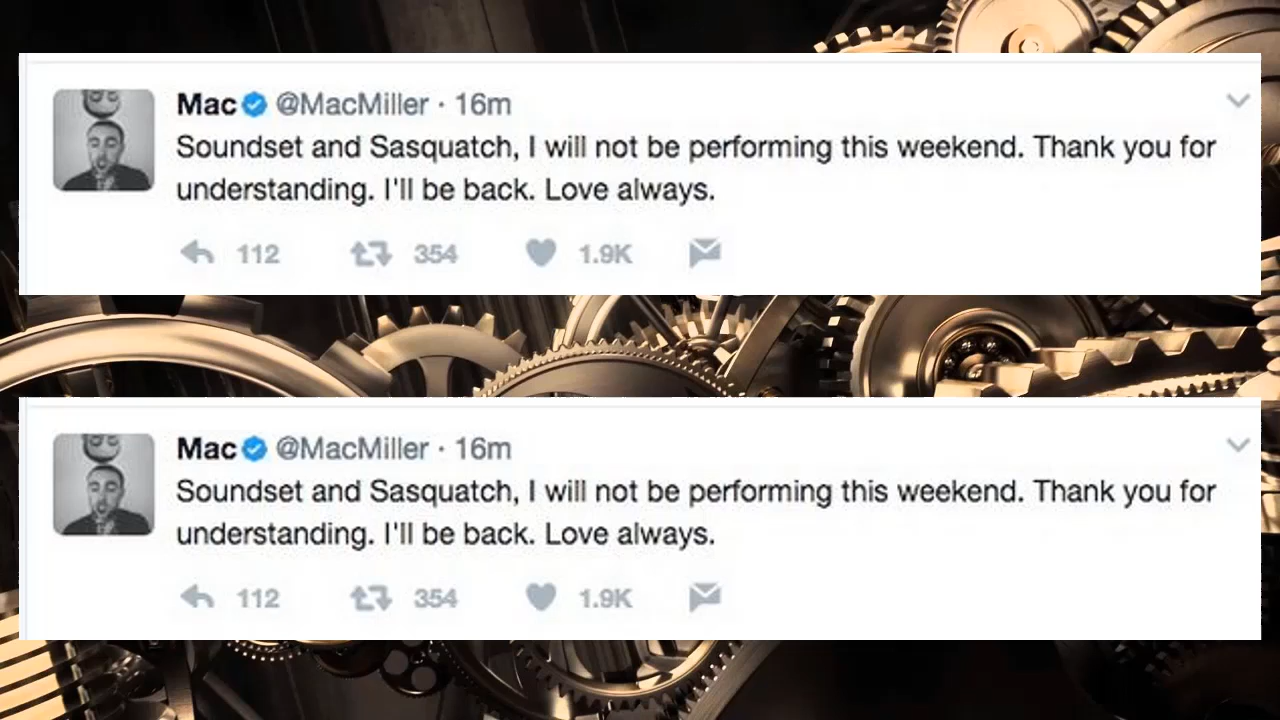 Mac @MacMiller · 16m
Soundset and Sasquatch, I will not be performing this weekend. Thank you for
understanding. I'll be back. Love always.
112 354 1.9K
Mac @MacMiller · 16m
Soundset and Sasquatch, I will not be performing this weekend. Thank you for
understanding. I'll be back. Love always.
112 354 1.9K